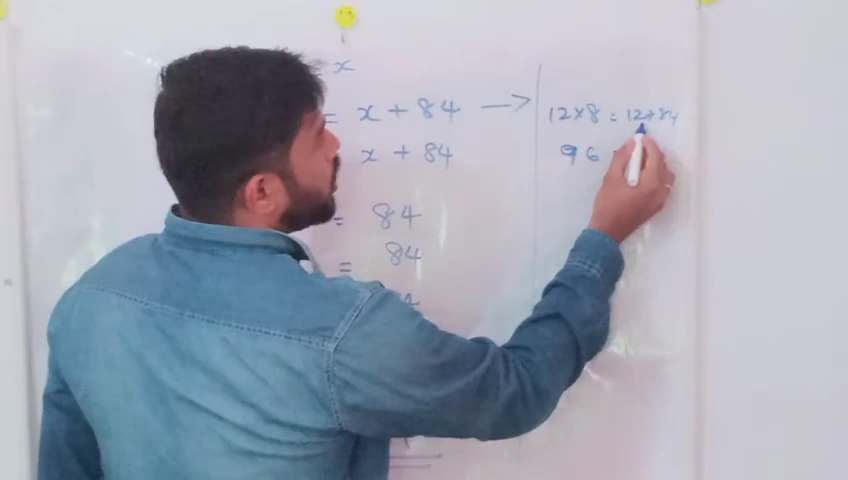 x
= x + 84 → 12×8 = 12+84
x + 84 96
= 84
= 84